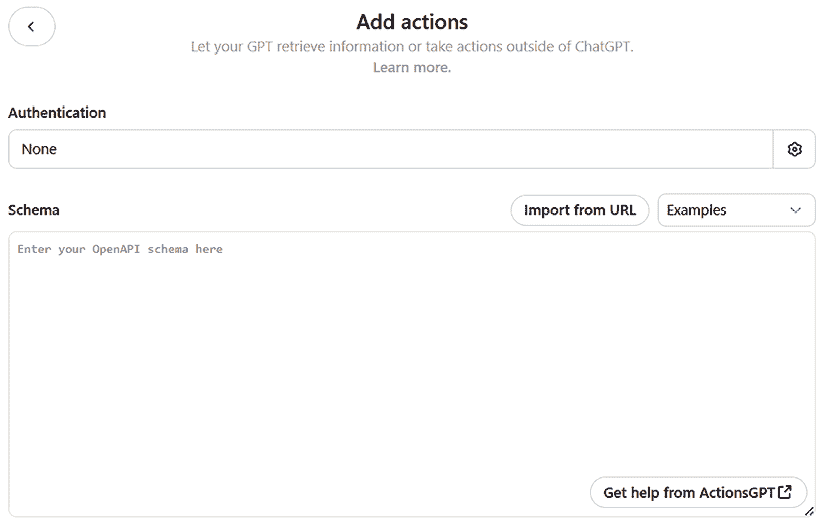 Add actions
Let your GPT retrieve information or take actions outside of ChatGPT.
Learn more.
Authentication
None
Schema
Import from URL
Examples
Enter your OpenAPI schema here
Get help from ActionsGPT